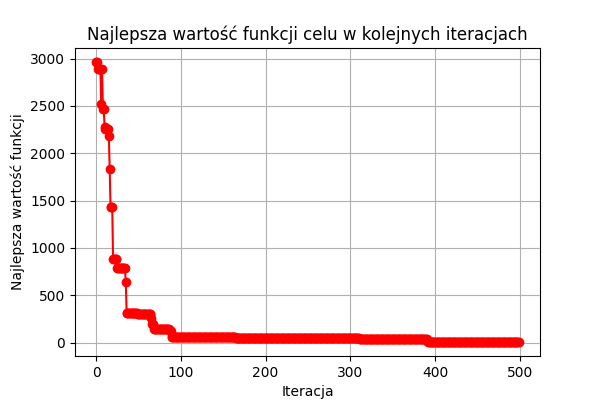 Najlepsza wartość funkcji celu w kolejnych iteracjach
3000
2500
2000
1500
1000
500
0
Najlepsza wartość funkcji
0 100 200 300 400 500
Iteracja